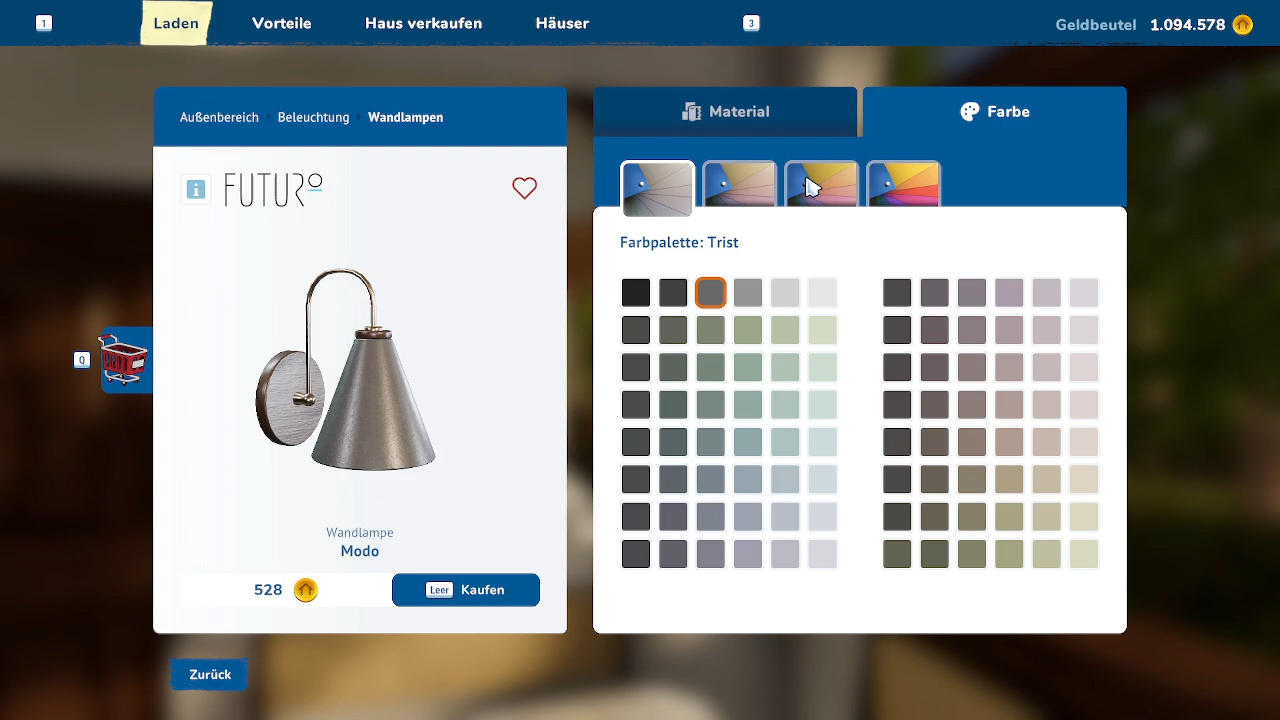 1
Laden
Vorteile
Haus verkaufen
Häuser
3
Geldbeutel 1.094.578
Außenbereich
Beleuchtung
Wandlampen
Material
Farbe
i
FUTURO
Farbpalette: Trist
Q
Wandlampe
Modo
528
Leer Kaufen
Zurück